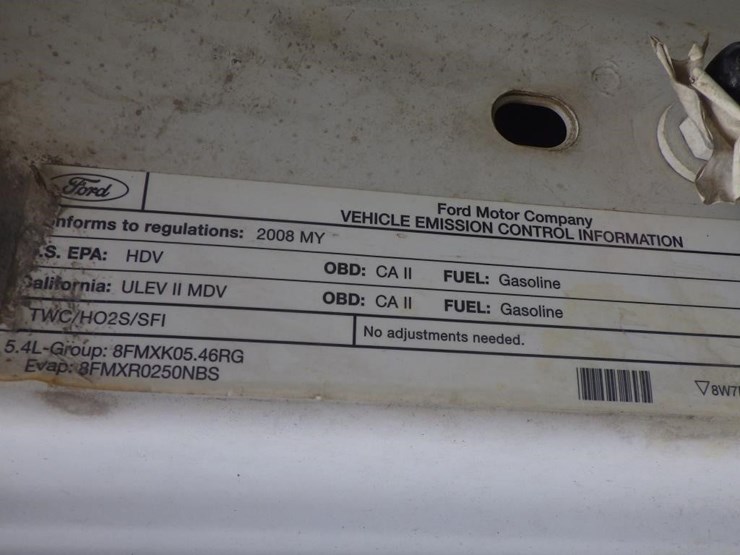 Ford
Ford Motor Company
VEHICLE EMISSION CONTROL INFORMATION
nforms to regulations: 2008 MY
.S. EPA: HDV OBD: CA II FUEL: Gasoline
alifornia: ULEV II MDV OBD: CA II FUEL: Gasoline
TWC/HO2S/SFI No adjustments needed.
5.4L-Group: 8FMXK05.46RG
Evap: 8FMXR0250NBS
▽8W7